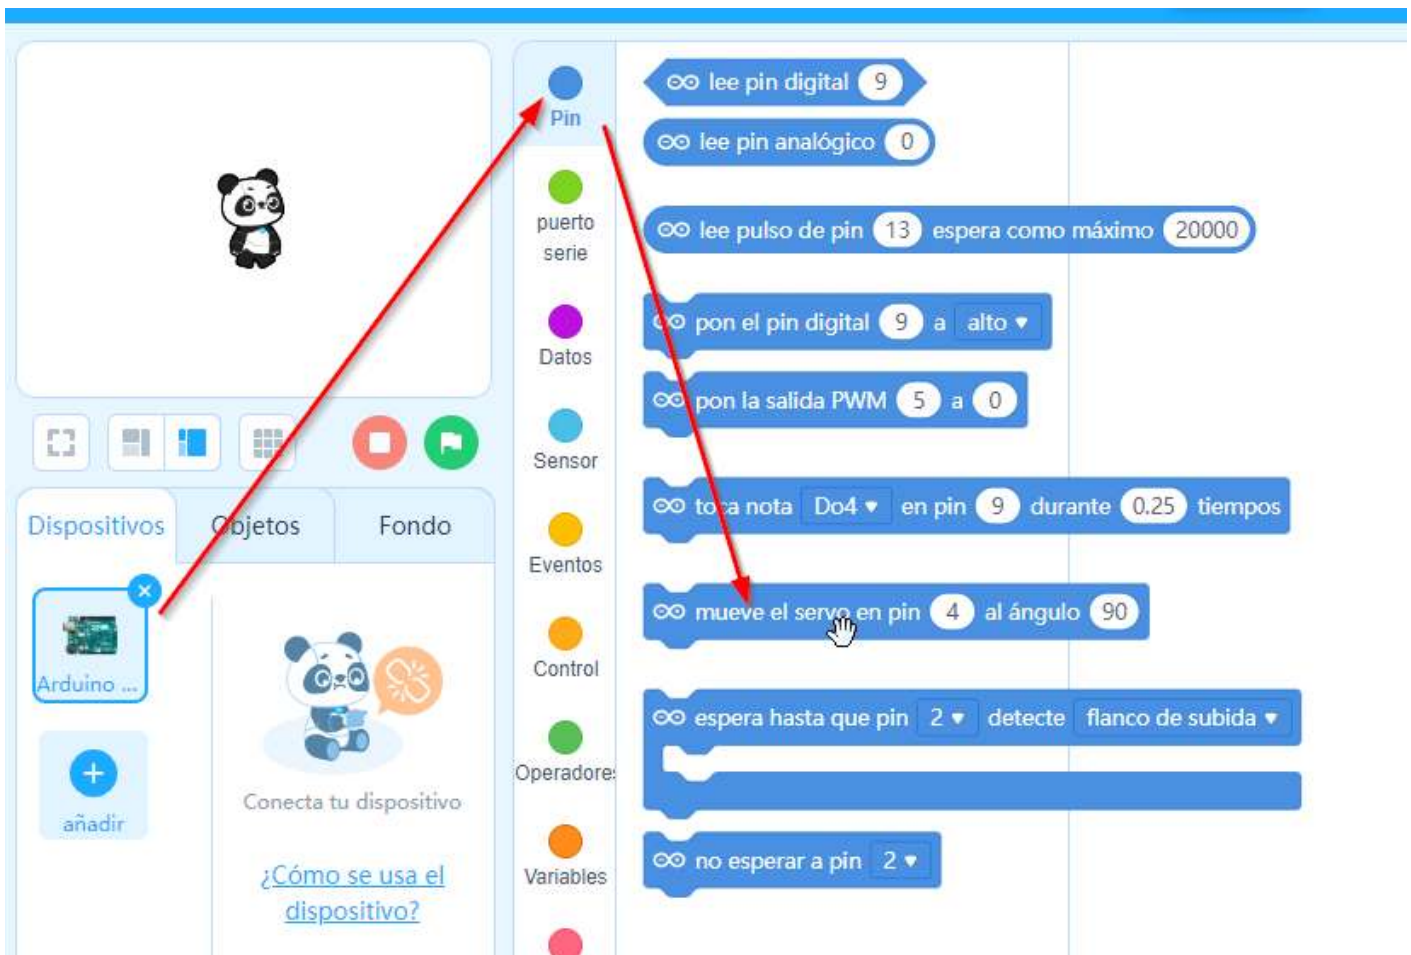 Dispositivos
Objetos
Fondo
Arduino ...
añadir
Conecta tu dispositivo
¿Cómo se usa el
dispositivo?
Pin
puerto
serie
Datos
Sensor
Eventos
Control
Operadores
Variables
lee pin digital 9
lee pin analógico 0
lee pulso de pin 13 espera como máximo 20000
pon el pin digital 9 a alto
pon la salida PWM 5 a 0
toca nota Do4 en pin 9 durante 0.25 tiempos
mueve el servo en pin 4 al ángulo 90
espera hasta que pin 2 detecte flanco de subida
no esperar a pin 2